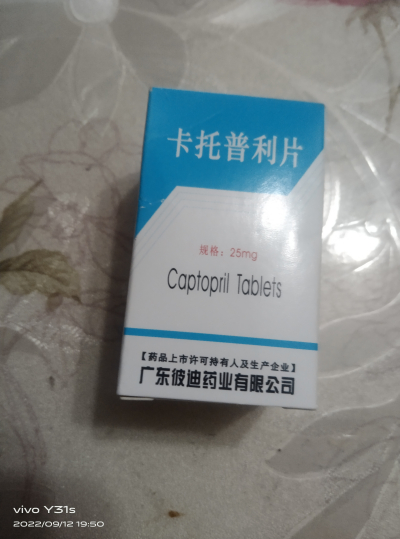 卡托普利片
规格：25mg
Captopril Tablets
【药品上市许可持有人及生产企业】
广东彼迪药业有限公司
vivo Y31s
2022/09/12 19:50